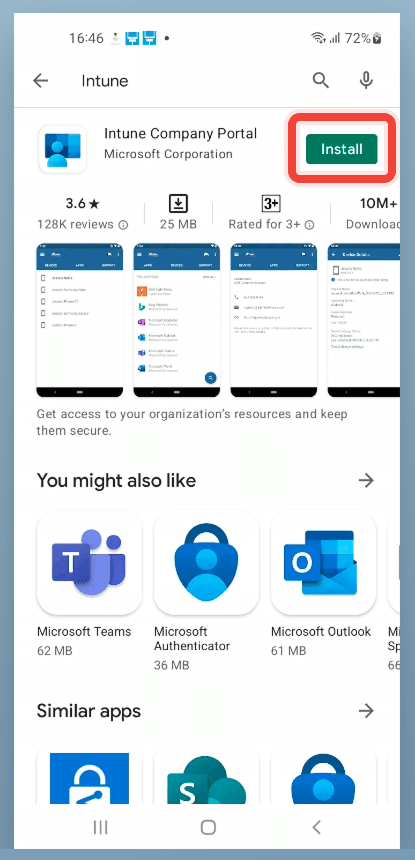 16:46
72%
Intune
Intune Company Portal
Microsoft Corporation
Install
3.6★
128K reviews
25 MB
3+
Rated for 3+
10M+
Downloa
Get access to your organization's resources and keep
them secure.
You might also like
T
O
Microsoft Teams
62 MB
Microsoft
Authenticator
36 MB
Microsoft Outlook
61 MB
Mi
Sp
66
Similar apps
S